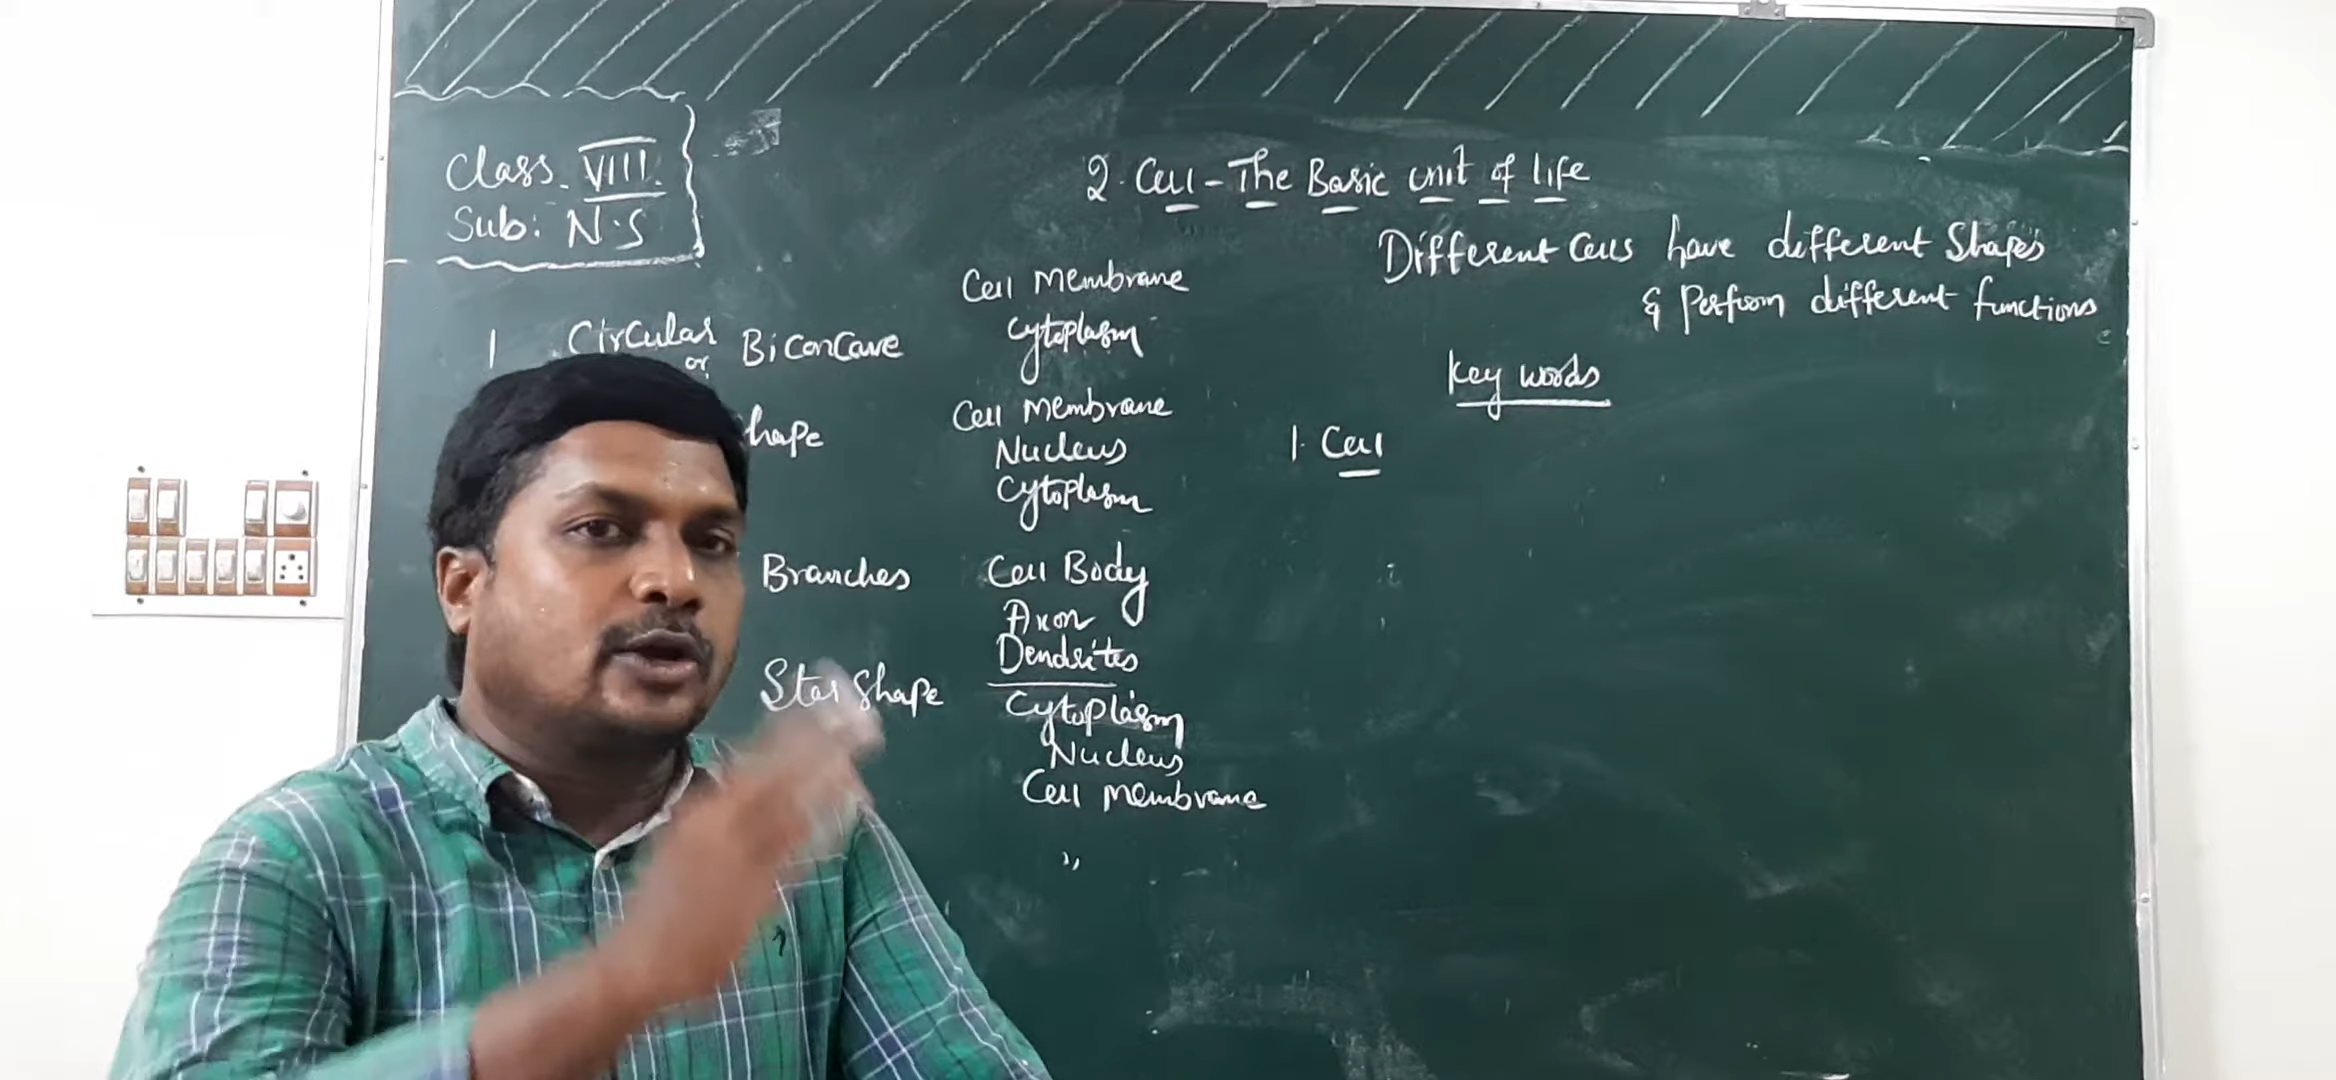 Class. VIII.
Sub: N.S
2. Cell - The Basic unit of life
Different Cells have different Shapes
& Perform different functions
1 Circular or Biconcave
Cell Membrane
Cytoplasm
Shape
Cell Membrane
Nucleus
Cytoplasm
Branches
Cell Body
Axon
Dendrites
Star Shape
Cytoplasm
Nucleus
Cell Membrane
,,
Key words
1. Cell